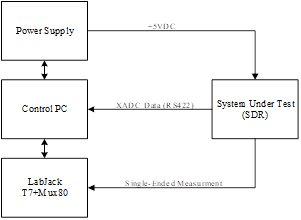 +5VDC
Power Supply
Control PC
XADC Data (RS422)
System Under Test
(SDR)
LabJack
T7+Mux80
Single-Ended Measurment